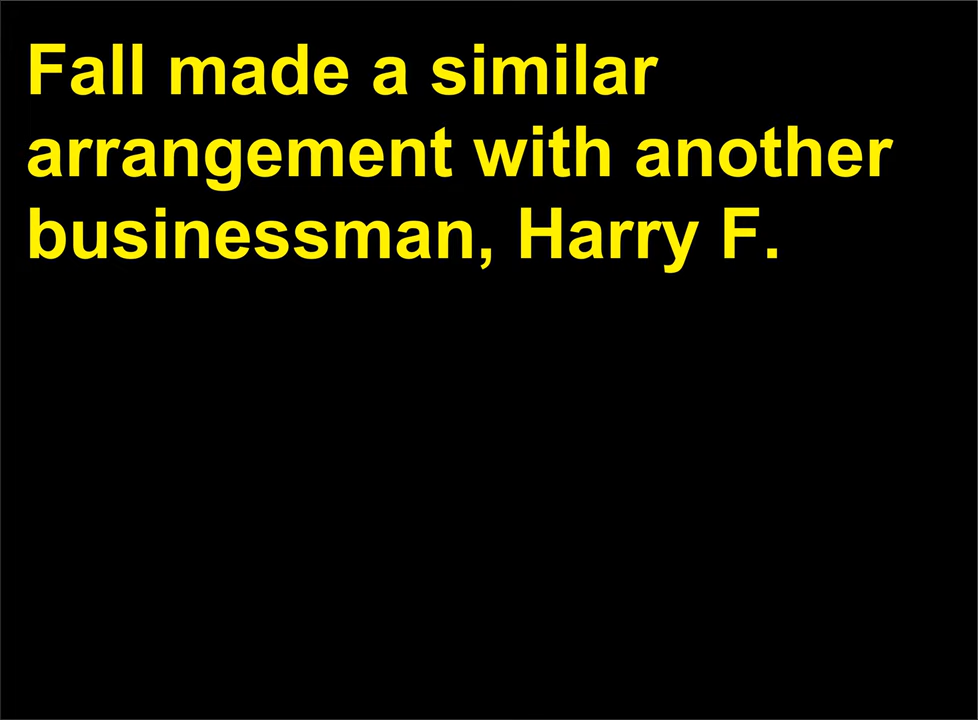 Fall made a similar
arrangement with another
businessman, Harry F.